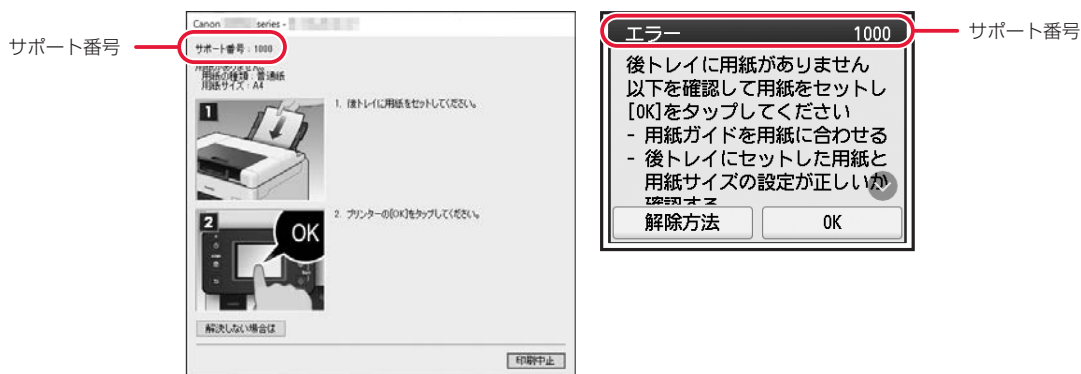 サポート番号
Canon series -
サポート番号：1000
用紙の種類：普通紙
用紙サイズ：A4
1
1. 後トレイに用紙をセットしてください。
2
OK
2. プリンターの[OK]をタップしてください。
解決しない場合は
印刷中止
エラー 1000
後トレイに用紙がありません
以下を確認して用紙をセットし
[OK]をタップしてください
- 用紙ガイドを用紙に合わせる
- 後トレイにセットした用紙と
用紙サイズの設定が正しいか
確認する
解除方法
OK
サポート番号